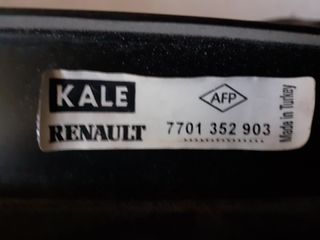 KALE
AFP
RENAULT
7701 352 903
Made in Turkey